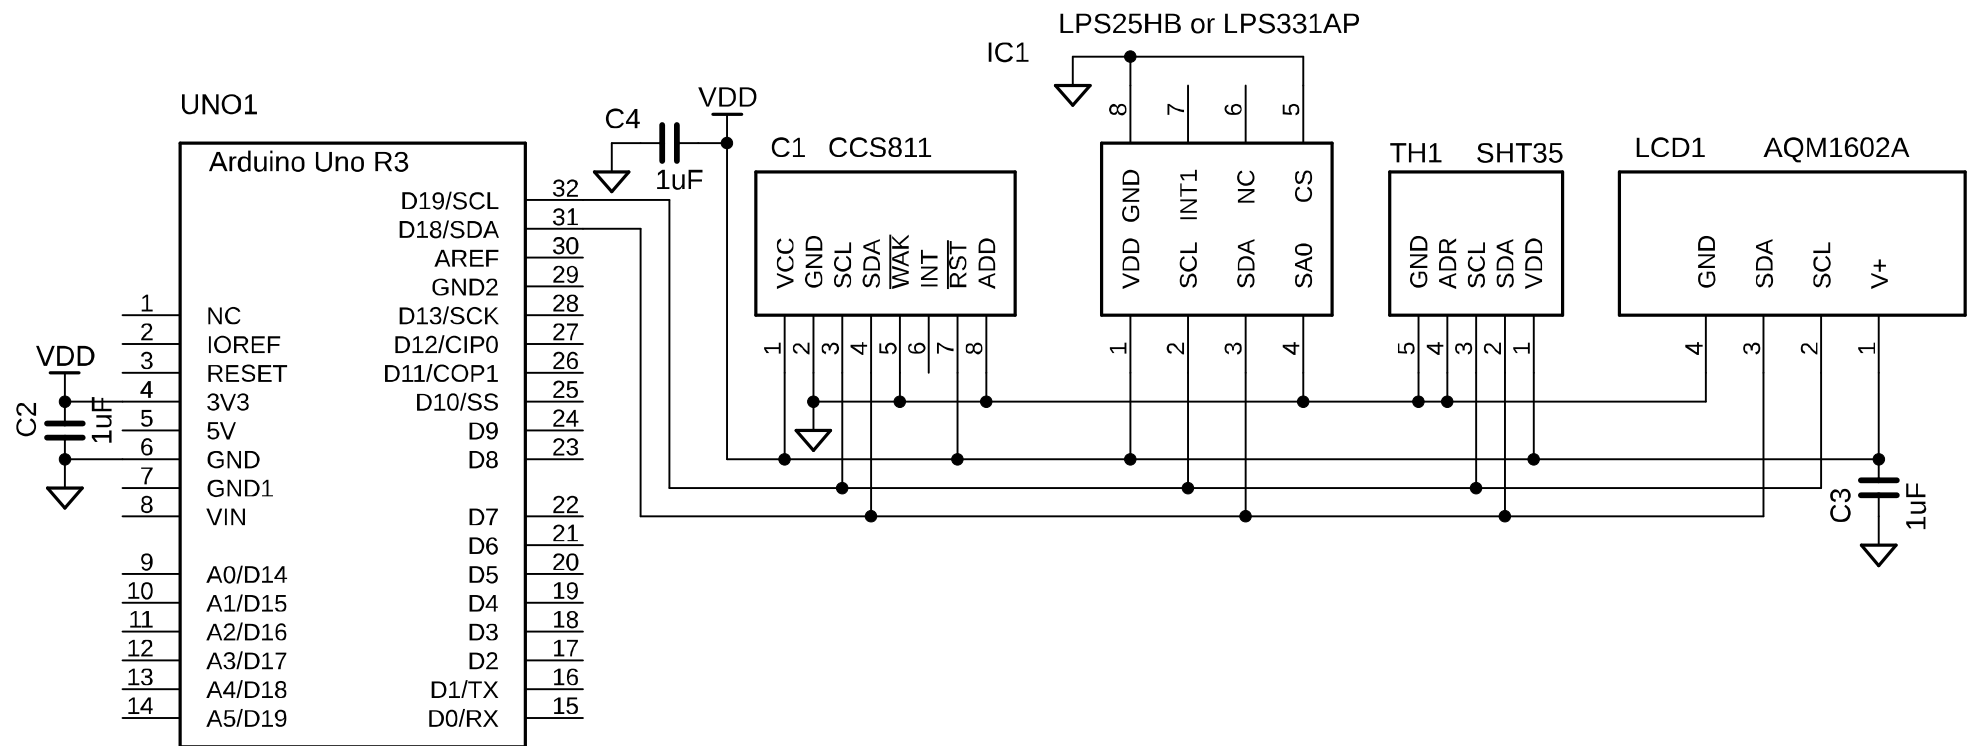 LPS25HB or LPS331AP
IC1
UNO1
C4
VDD
1uF
C1 CCS811
8
7
6
5
TH1 SHT35
LCD1 AQM1602A
Arduino Uno R3
D19/SCL 32
D18/SDA 31
AREF 30
GND2 29
1 NC D13/SCK 28
2 IOREF D12/CIP0 27
3 RESET D11/COP1 26
4 3V3 D10/SS 25
5 5V D9 24
6 GND D8 23
7 GND1
8 VIN D7 22
D6 21
9 A0/D14 D5 20
10 A1/D15 D4 19
11 A2/D16 D3 18
12 A3/D17 D2 17
13 A4/D18 D1/TX 16
14 A5/D19 D0/RX 15
VDD
C2
1uF
VCC
GND
SCL
SDA
WAK
INT
RST
ADD
1
2
3
4
5
6
7
8
GND
INT1
NC
CS
VDD
SCL
SDA
SA0
1
2
3
4
GND
ADR
SCL
SDA
VDD
5
4
3
2
1
GND
SDA
SCL
V+
4
3
2
1
C3
1uF